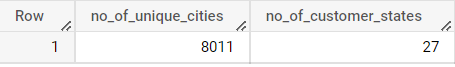 Row no_of_unique_cities no_of_customer_states
1 8011 27